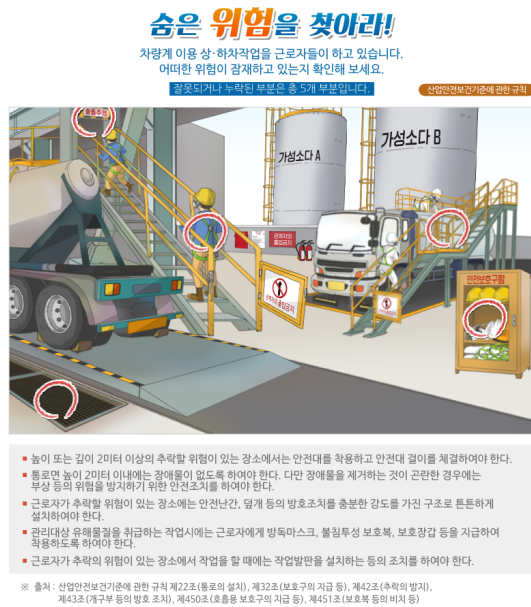 숨은 위험을 찾아라!
차량계 이용 상·하차작업을 근로자들이 하고 있습니다.
어떠한 위험이 잠재하고 있는지 확인해 보세요.
잘못되거나 누락된 부분은 총 5개 부분입니다.
산업안전보건기준에 관한 규칙
충돌주의
가성소다 A
가성소다 B
관계자외
출입금지
관계자외출입금지
안전보호구함
■ 높이 또는 깊이 2미터 이상의 추락할 위험이 있는 장소에서는 안전대를 착용하고 안전대 걸이를 체결하여야 한다.
■ 통로면 높이 2미터 이내에는 장애물이 없도록 하여야 한다. 다만 장애물을 제거하는 것이 곤란한 경우에는
부상 등의 위험을 방지하기 위한 안전조치를 하여야 한다.
■ 근로자가 추락할 위험이 있는 장소에는 안전난간, 덮개 등의 방호조치를 충분한 강도를 가진 구조로 튼튼하게
설치하여야 한다.
■ 관리대상 유해물질을 취급하는 작업시에는 근로자에게 방독마스크, 불침투성 보호복, 보호장갑 등을 지급하여
착용하도록 하여야 한다.
■ 근로자가 추락의 위험이 있는 장소에서 작업을 할 때에는 작업발판을 설치하는 등의 조치를 하여야 한다.
※ 출처 : 산업안전보건기준에 관한 규칙 제22조(통로의 설치), 제32조(보호구의 지급 등), 제42조(추락의 방지),
제43조(개구부 등의 방호 조치), 제450조(호흡용 보호구의 지급 등), 제451조(보호복 등의 비치 등)